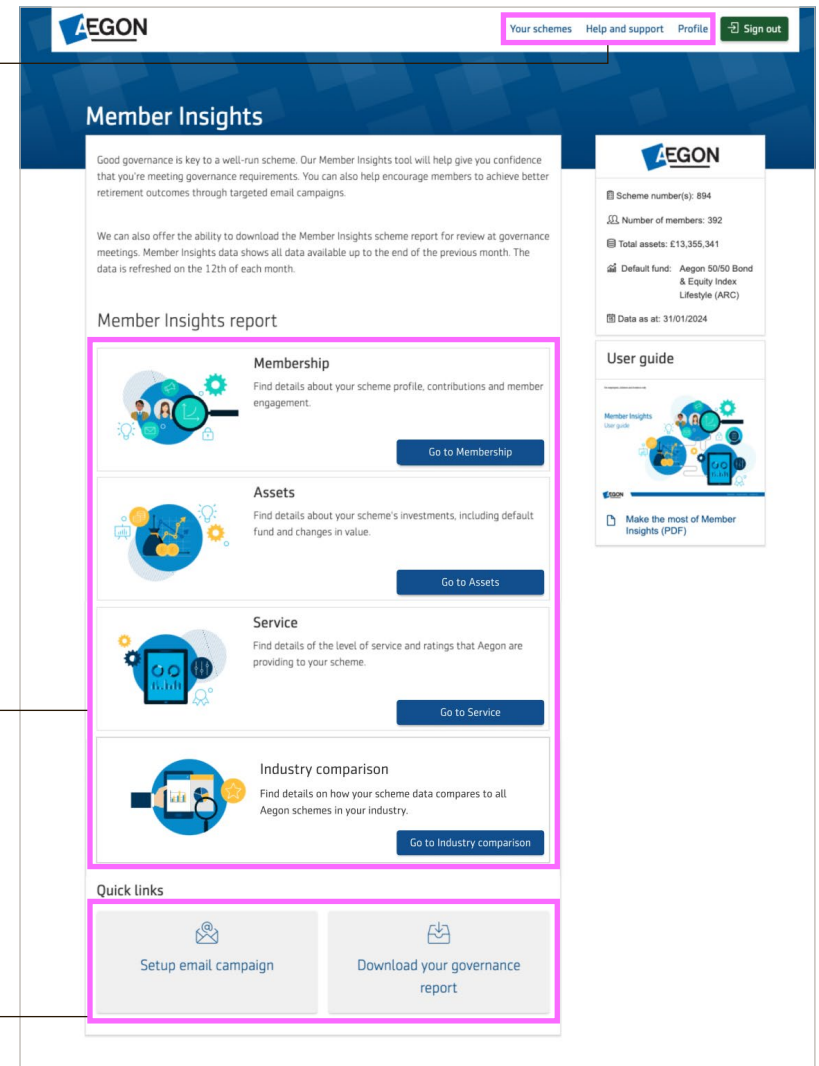 AEGON
Your schemes Help and support Profile Sign out
Member Insights
Good governance is key to a well-run scheme. Our Member Insights tool will help give you confidence
that you're meeting governance requirements. You can also help encourage members to achieve better
retirement outcomes through targeted email campaigns.
We can also offer the ability to download the Member Insights scheme report for review at governance
meetings. Member Insights data shows all data available up to the end of the previous month. The
data is refreshed on the 12th of each month.
Member Insights report
Membership
Find details about your scheme profile, contributions and member
engagement.
Go to Membership
Assets
Find details about your scheme's investments, including default
fund and changes in value.
Go to Assets
Service
Find details of the level of service and ratings that Aegon are
providing to your scheme.
Go to Service
Industry comparison
Find details on how your scheme data compares to all
Aegon schemes in your industry.
Go to Industry comparison
Quick links
Setup email campaign
Download your governance
report
AEGON
Scheme number(s): 894
Number of members: 392
Total assets: £13,355,341
Default fund: Aegon 50/50 Bond
& Equity Index
Lifestyle (ARC)
Data as at: 31/01/2024
User guide
Member Insights
User guide
AEGON
Make the most of Member
Insights (PDF)